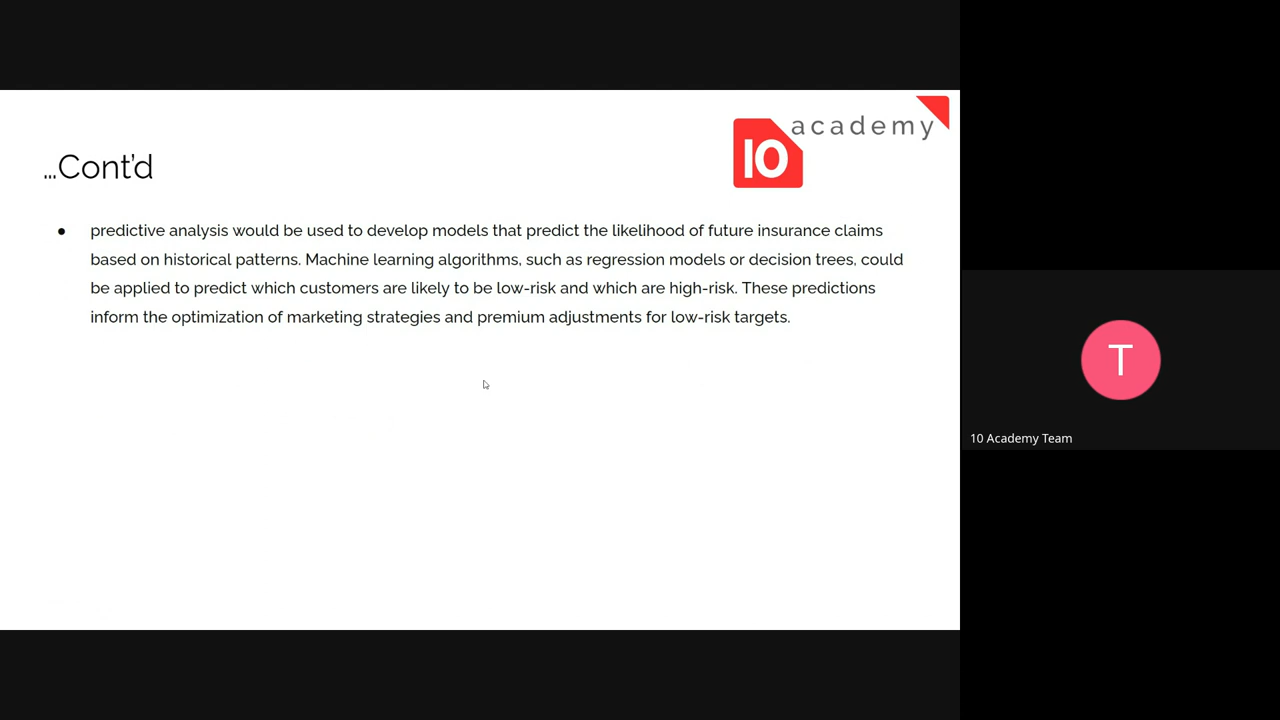 academy
10
...Cont'd
● predictive analysis would be used to develop models that predict the likelihood of future insurance claims
based on historical patterns. Machine learning algorithms, such as regression models or decision trees, could
be applied to predict which customers are likely to be low-risk and which are high-risk. These predictions
inform the optimization of marketing strategies and premium adjustments for low-risk targets.
T
10 Academy Team